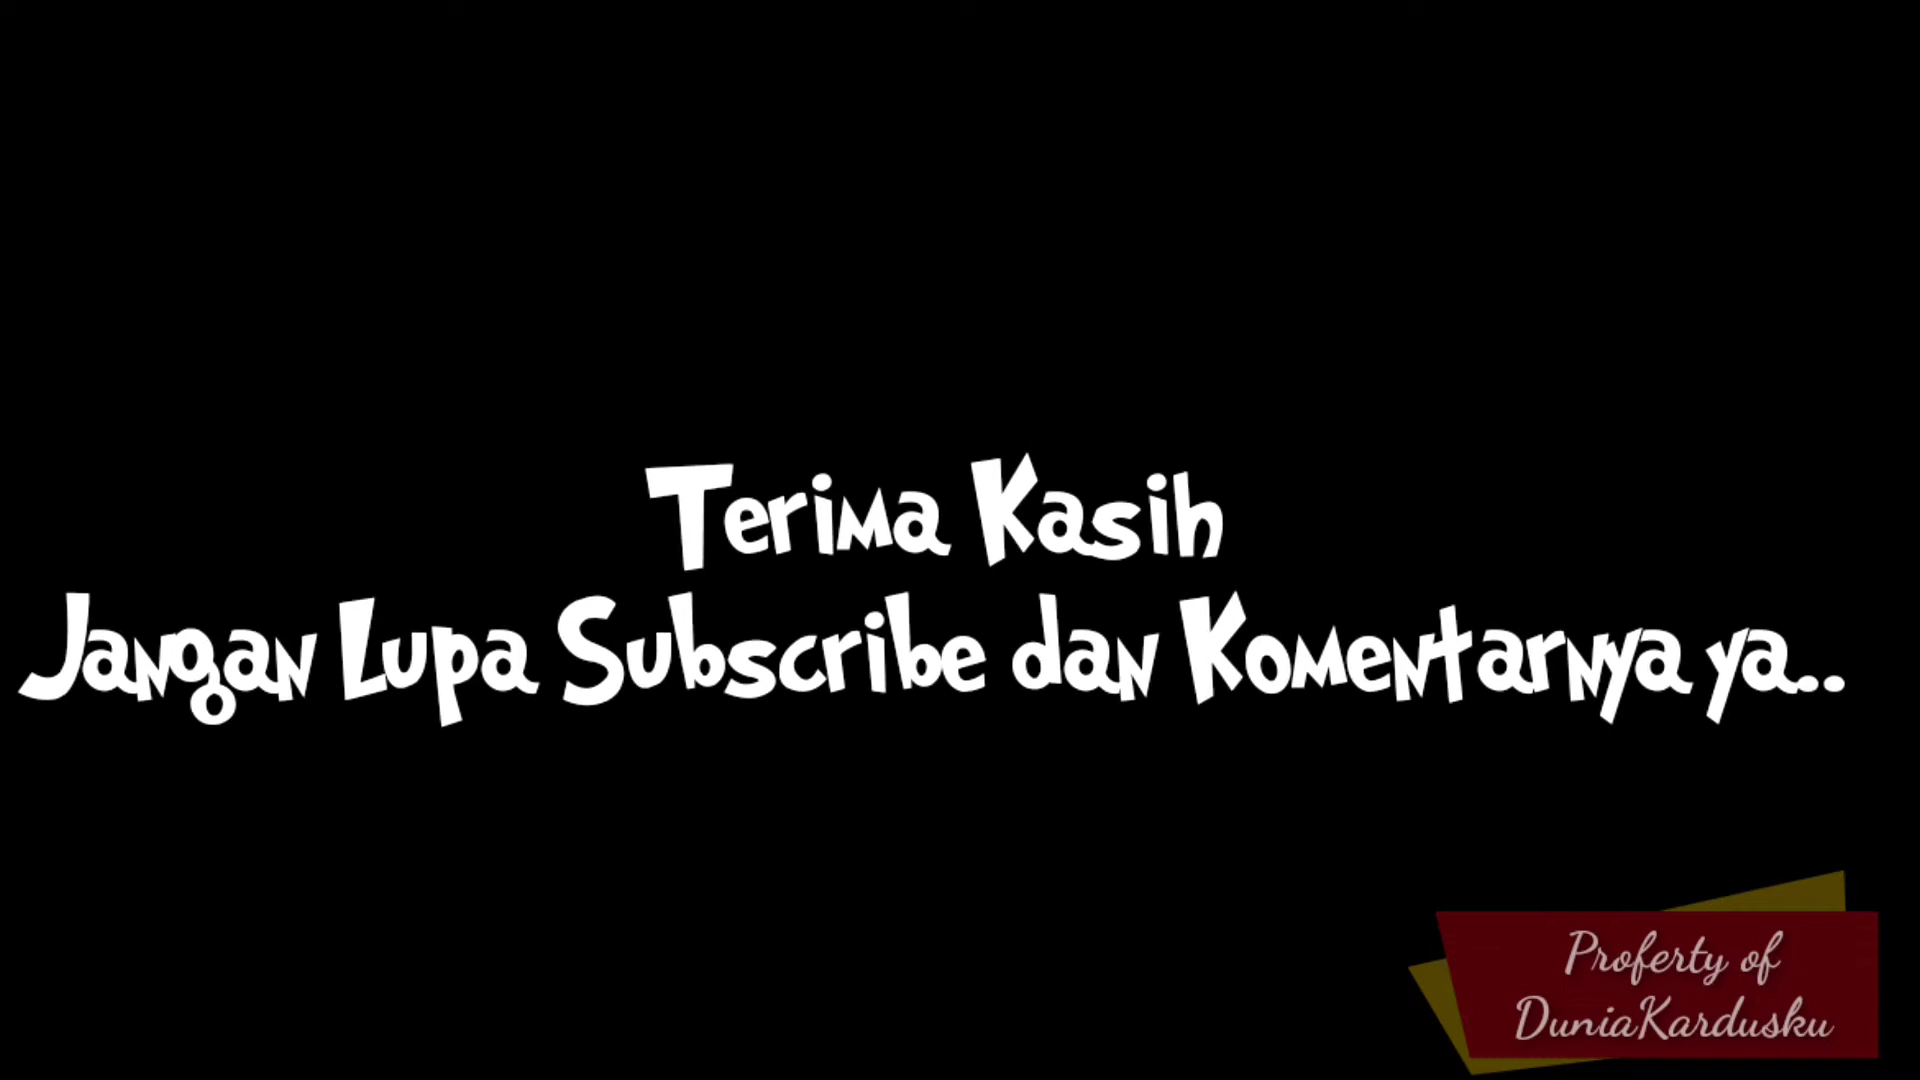 Terima Kasih
Jangan Lupa Subscribe dan Komentarnya ya..
Proferty of
DuniaKardusku